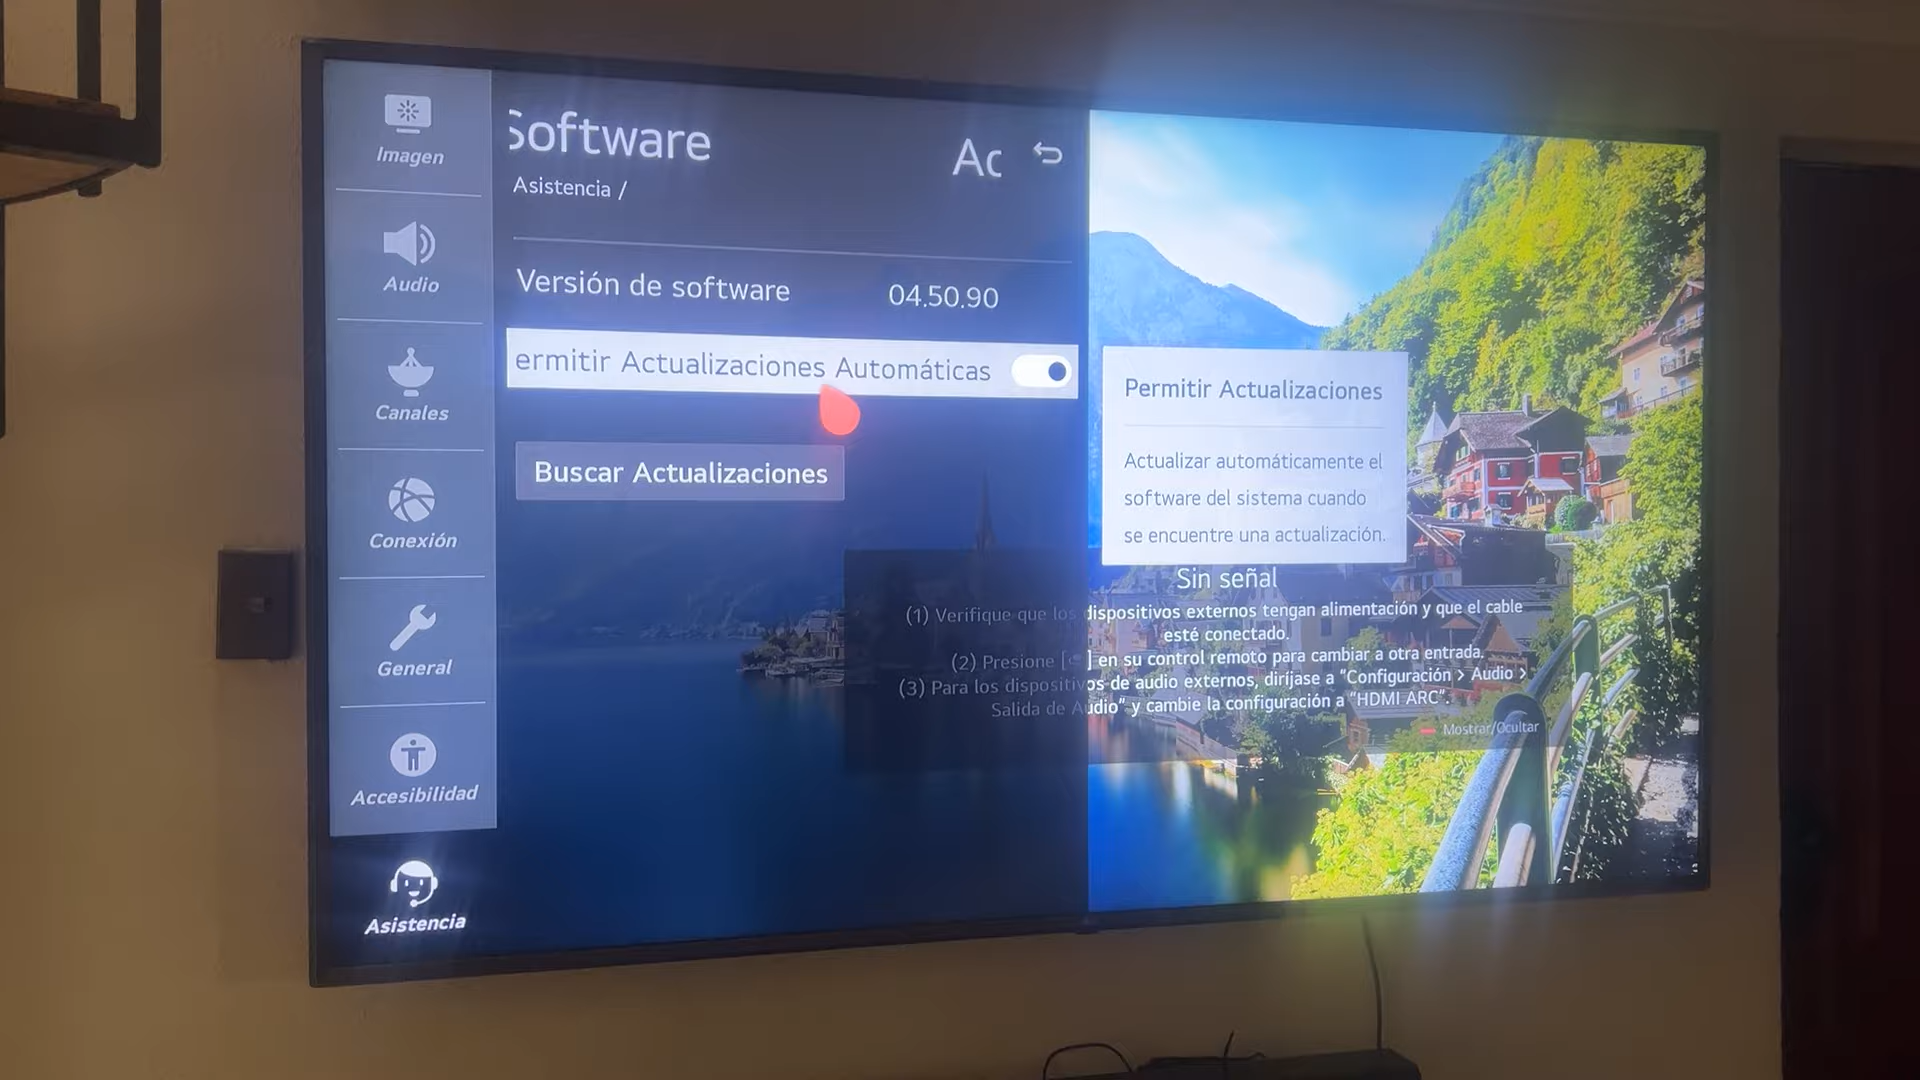 Imagen
Audio
Canales
Conexión
General
Accesibilidad
Asistencia
Software
Ac
Asistencia /
Versión de software 04.50.90
ermitir Actualizaciones Automáticas
Buscar Actualizaciones
Permitir Actualizaciones
Actualizar automáticamente el
software del sistema cuando
se encuentre una actualización.
Sin señal
(1) Verifique que los dispositivos externos tengan alimentación y que el cable
esté conectado.
(2) Presione [ ] en su control remoto para cambiar a otra entrada.
(3) Para los dispositivos de audio externos, diríjase a "Configuración > Audio >
Salida de Audio" y cambie la configuración a "HDMI ARC".
Mostrar/Ocultar